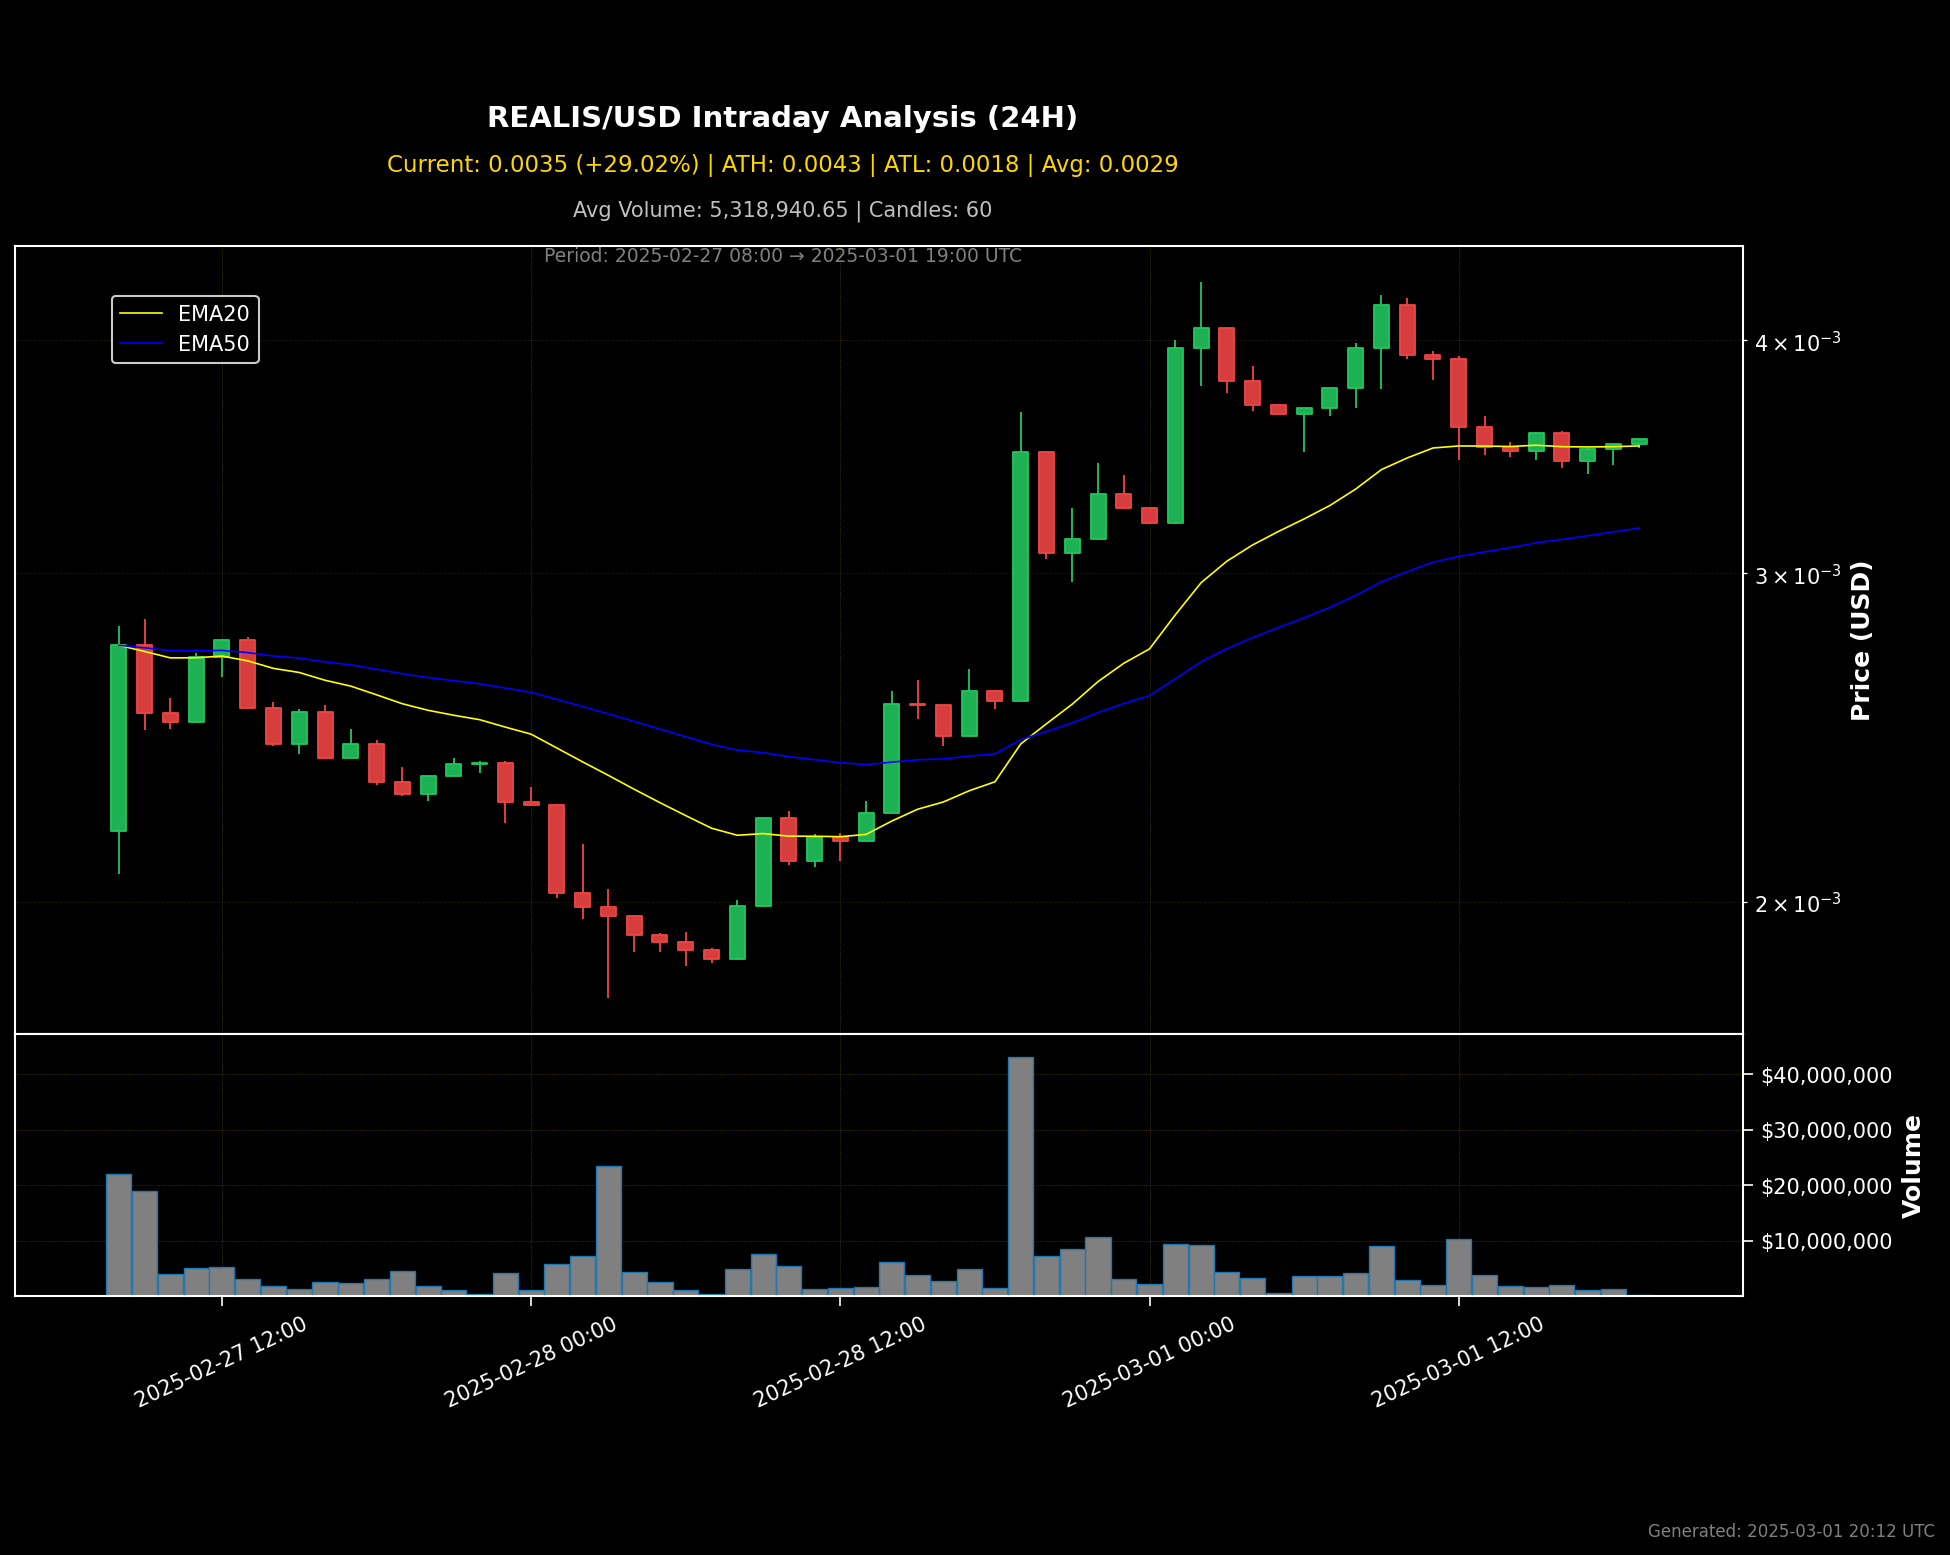 REALIS/USD Intraday Analysis (24H)
Current: 0.0035 (+29.02%) | ATH: 0.0043 | ATL: 0.0018 | Avg: 0.0029
Avg Volume: 5,318,940.65 | Candles: 60
Period: 2025-02-27 08:00 → 2025-03-01 19:00 UTC
EMA20
EMA50
4 × 10⁻³
3 × 10⁻³
2 × 10⁻³
Price (USD)
$40,000,000
$30,000,000
$20,000,000
$10,000,000
Volume
2025-02-27 12:00
2025-02-28 00:00
2025-02-28 12:00
2025-03-01 00:00
2025-03-01 12:00
Generated: 2025-03-01 20:12 UTC